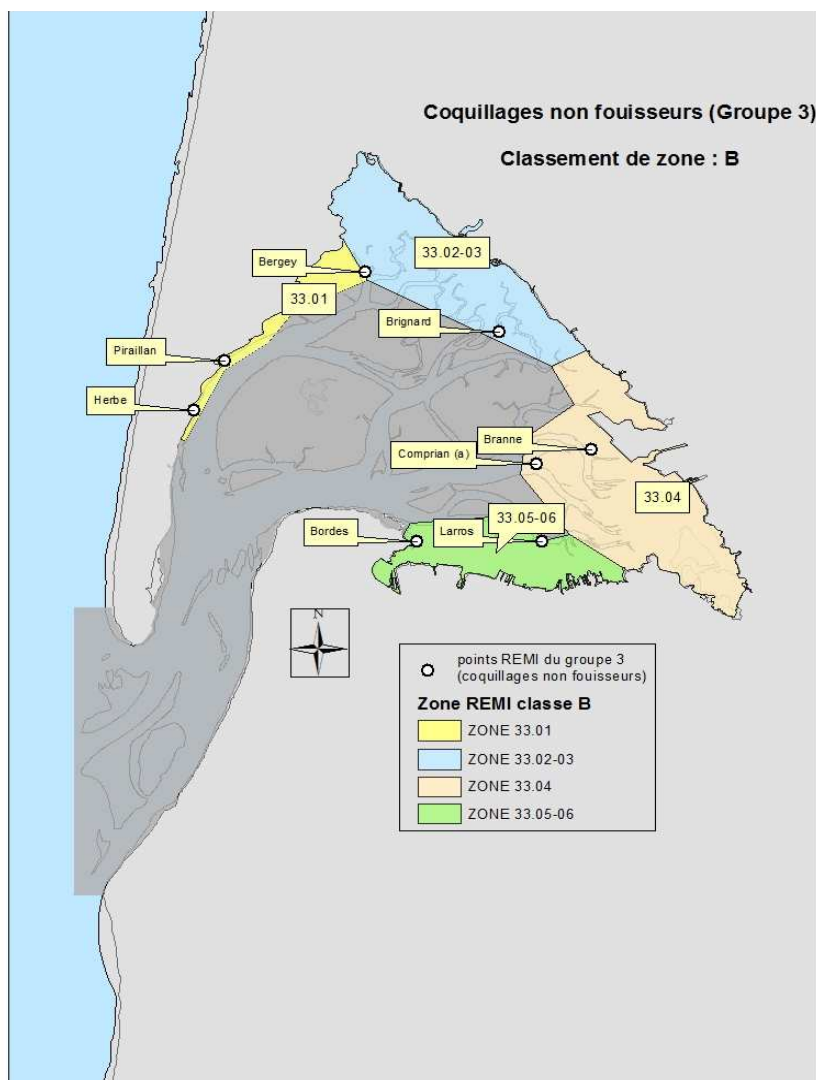 Coquillages non fouisseurs (Groupe 3)
Classement de zone : B
33.02-03
Bergey
33.01
Brignard
Piraillan
Herbe
Branne
Comprian (a)
33.04
33.05-06
Bordes
Larros
N
points REMI du groupe 3
(coquillages non fouisseurs)
Zone REMI classe B
ZONE 33.01
ZONE 33.02-03
ZONE 33.04
ZONE 33.05-06